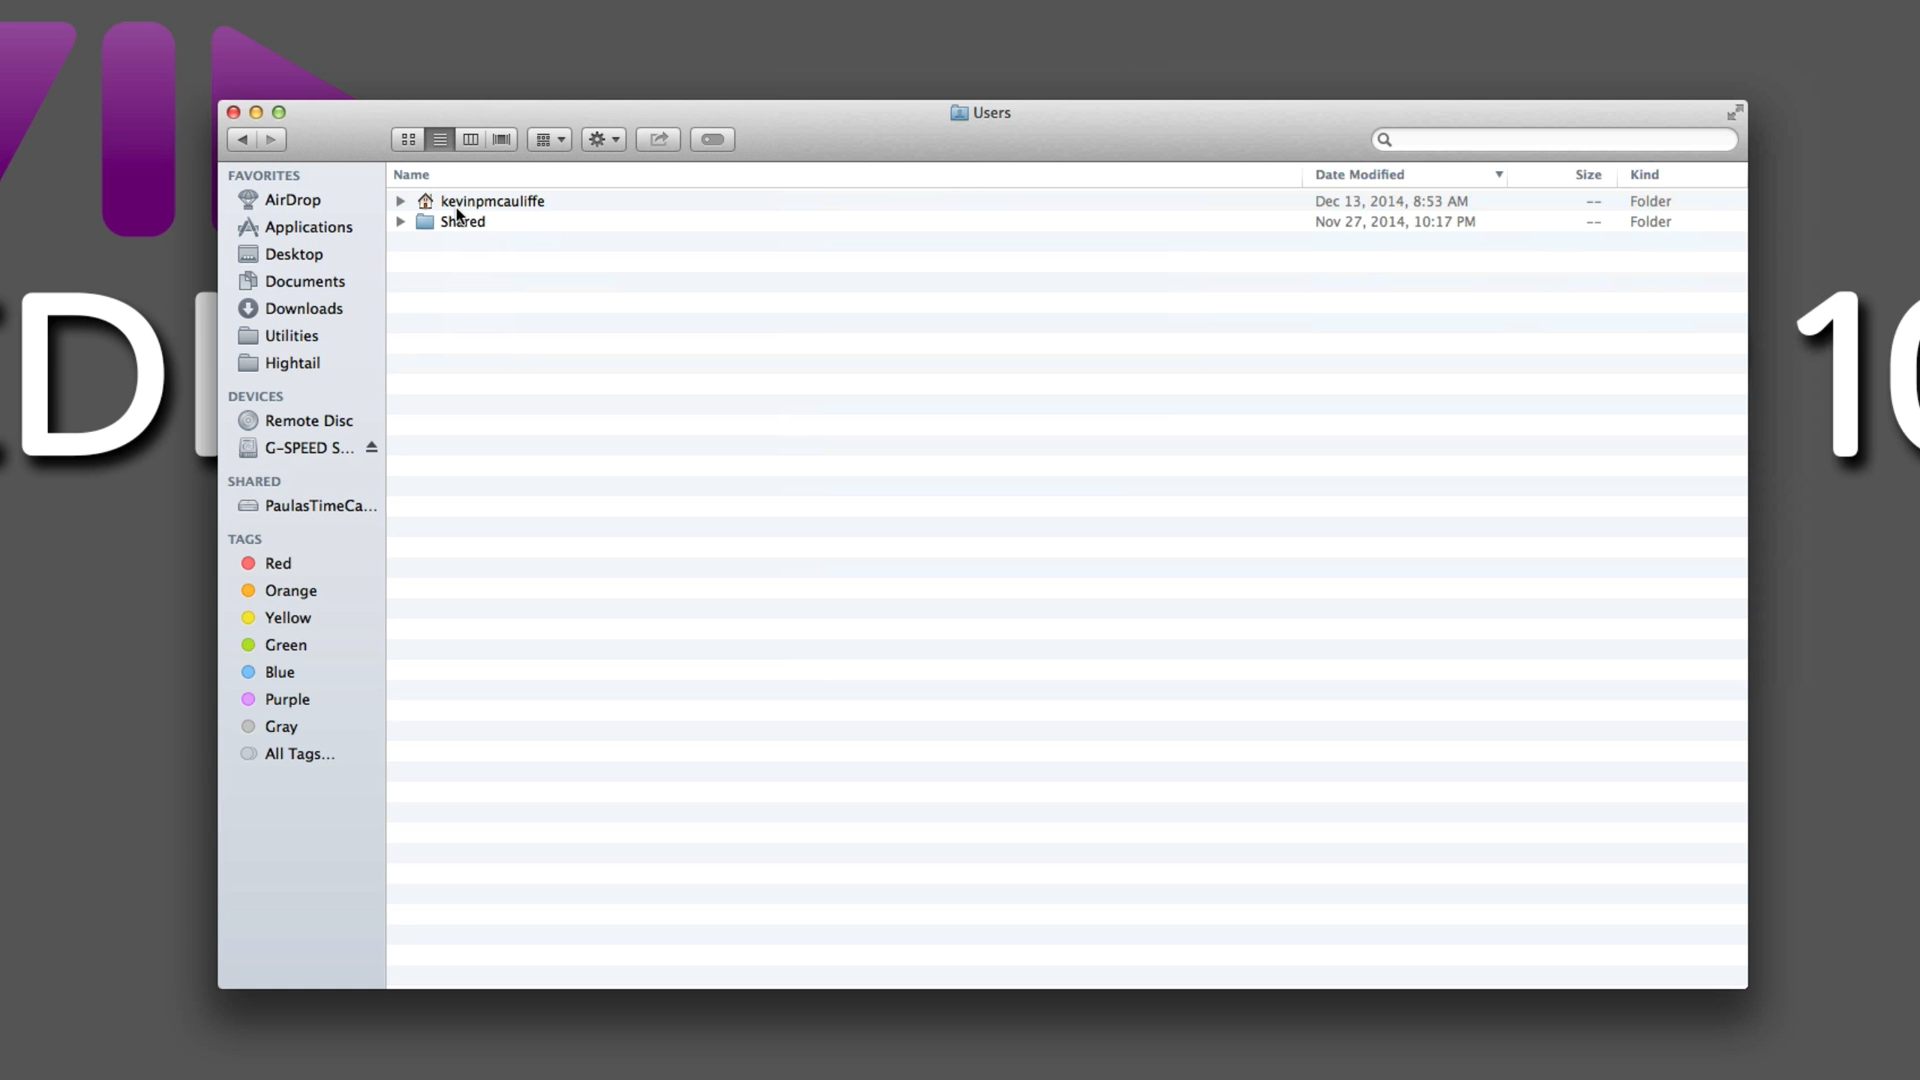 Users
FAVORITES
AirDrop
Applications
Desktop
Documents
Downloads
Utilities
Hightail
DEVICES
Remote Disc
G-SPEED S...
SHARED
PaulasTimeCa...
TAGS
Red
Orange
Yellow
Green
Blue
Purple
Gray
All Tags...
Name Date Modified Size Kind
kevinpmcauliffe Dec 13, 2014, 8:53 AM -- Folder
Shared Nov 27, 2014, 10:17 PM -- Folder
D
10